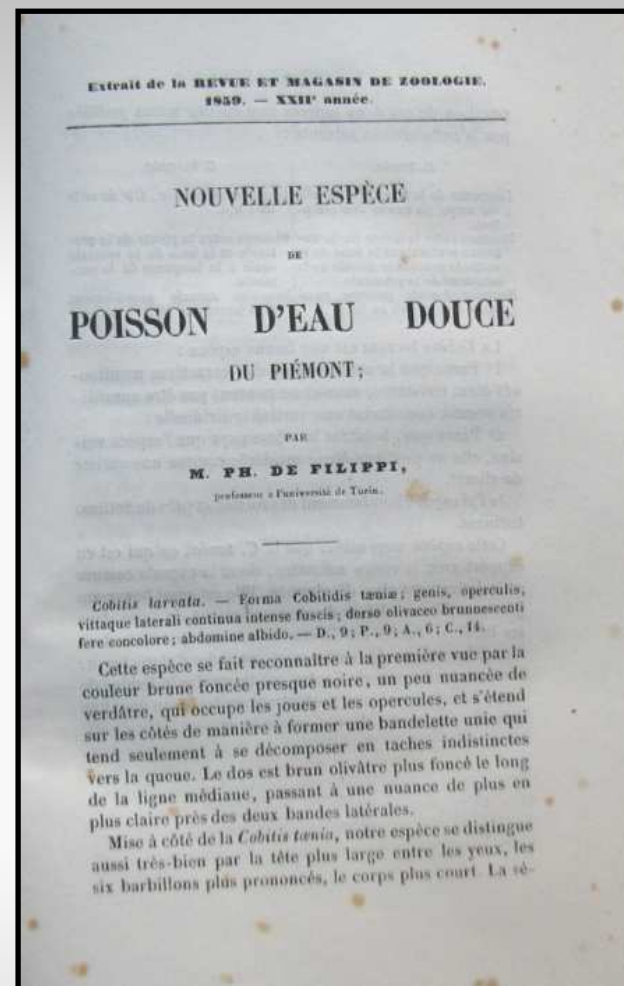 Extrait de la REVUE ET MAGASIN DE ZOOLOGIE.
1859. — XXIIe année.
NOUVELLE ESPÈCE
DE
POISSON D'EAU DOUCE
DU PIÉMONT;
PAR
M. PH. DE FILIPPI,
professeur à l'université de Turin.
Cobitis larvata. — Forma Cobitidis tæniæ; genis, operculis,
vittaque laterali continua intense fuscis; dorso olivaceo brunnescenti
fere concolore; abdomine albido. — D., 9; P., 9; A., 6; C., 14.
Cette espèce se fait reconnaître à la première vue par la
couleur brune foncée presque noire, un peu nuancée de
verdâtre, qui occupe les joues et les opercules, et s'étend
sur les côtés de manière à former une bandelette unie qui
tend seulement à se décomposer en taches indistinctes
vers la queue. Le dos est brun olivâtre plus foncé le long
de la ligne médiane, passant à une nuance de plus en
plus claire près des deux bandes latérales.
Mise à côté de la Cobitis tænia, notre espèce se distingue
aussi très-bien par la tête plus large entre les yeux, les
six barbillons plus prononcés, le corps plus court. La sé-